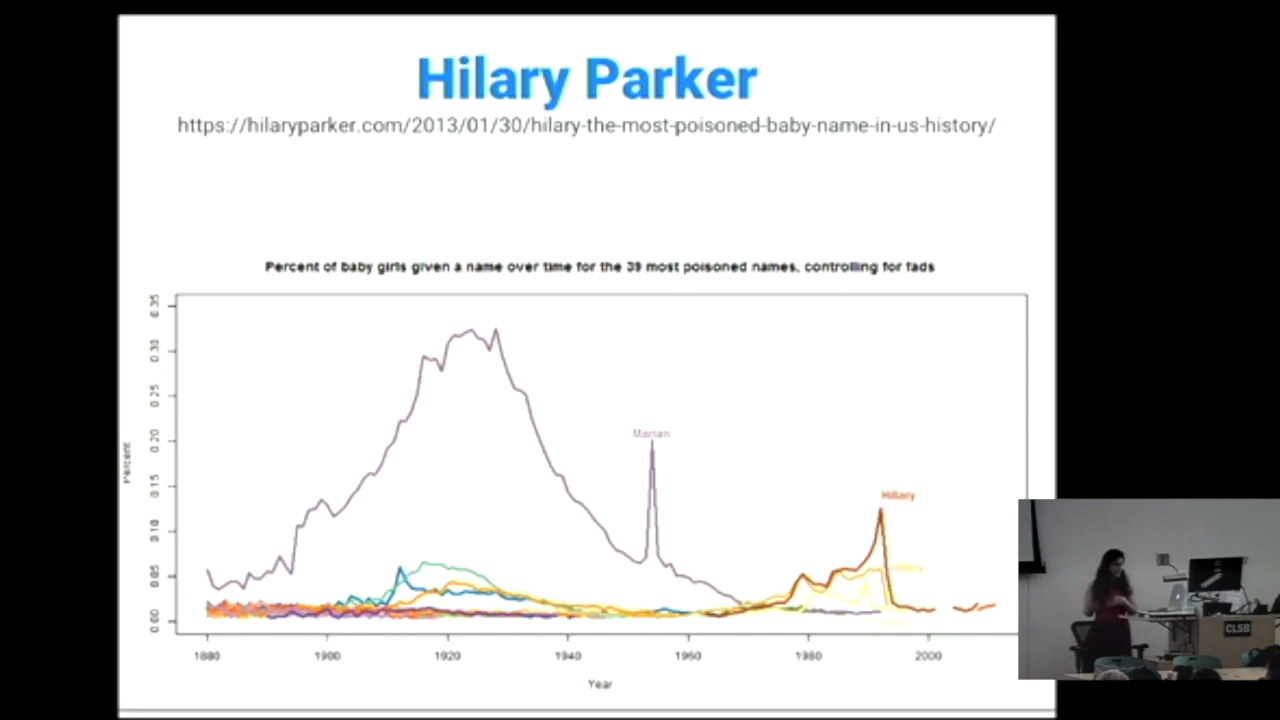 Hilary Parker
https://hilaryparker.com/2013/01/30/hilary-the-most-poisoned-baby-name-in-us-history/
Percent of baby girls given a name over time for the 39 most poisoned names, controlling for fads
0.35
0.30
0.25
0.20
0.15
0.10
0.05
0.00
Percent
Marian
Hillary
1880
1900
1920
1940
1960
1980
2000
Year
CLSB